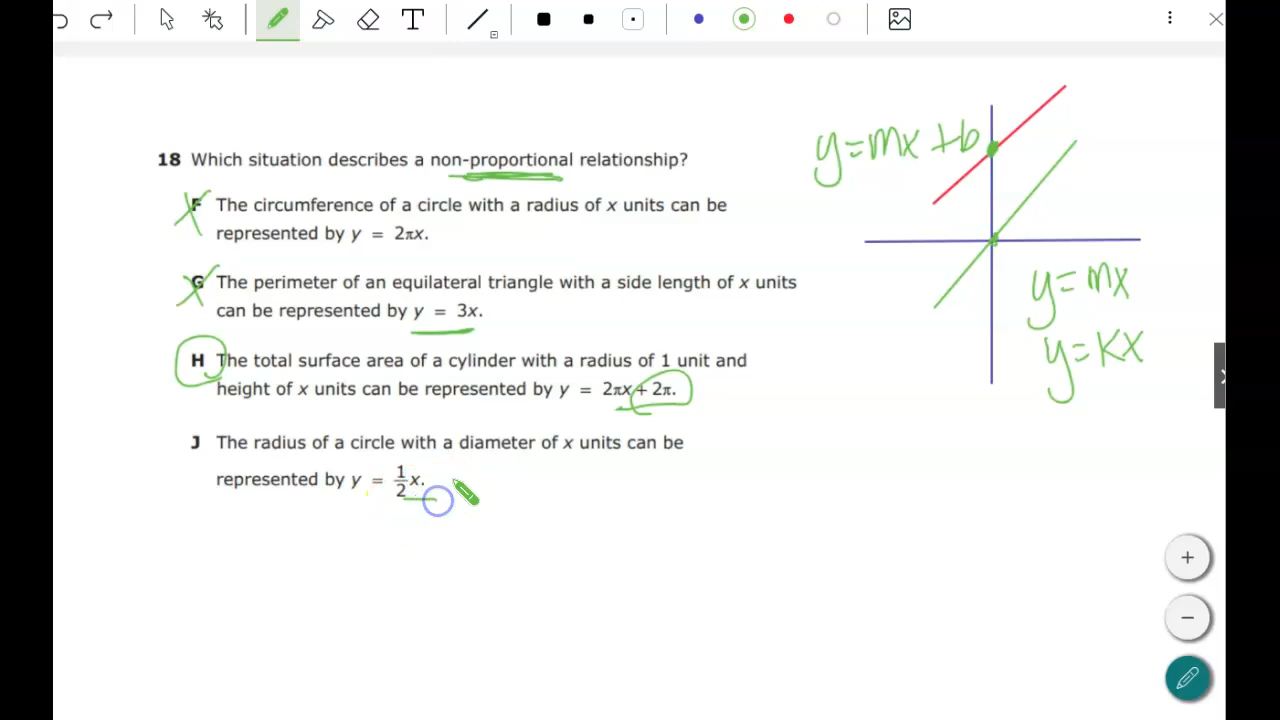 T
18 Which situation describes a non-proportional relationship?
F The circumference of a circle with a radius of x units can be
represented by y = 2πx.
G The perimeter of an equilateral triangle with a side length of x units
can be represented by y = 3x.
H The total surface area of a cylinder with a radius of 1 unit and
height of x units can be represented by y = 2πx + 2π.
J The radius of a circle with a diameter of x units can be
represented by y = 1/2 x.
y = mx + b
y = mx
y = kx